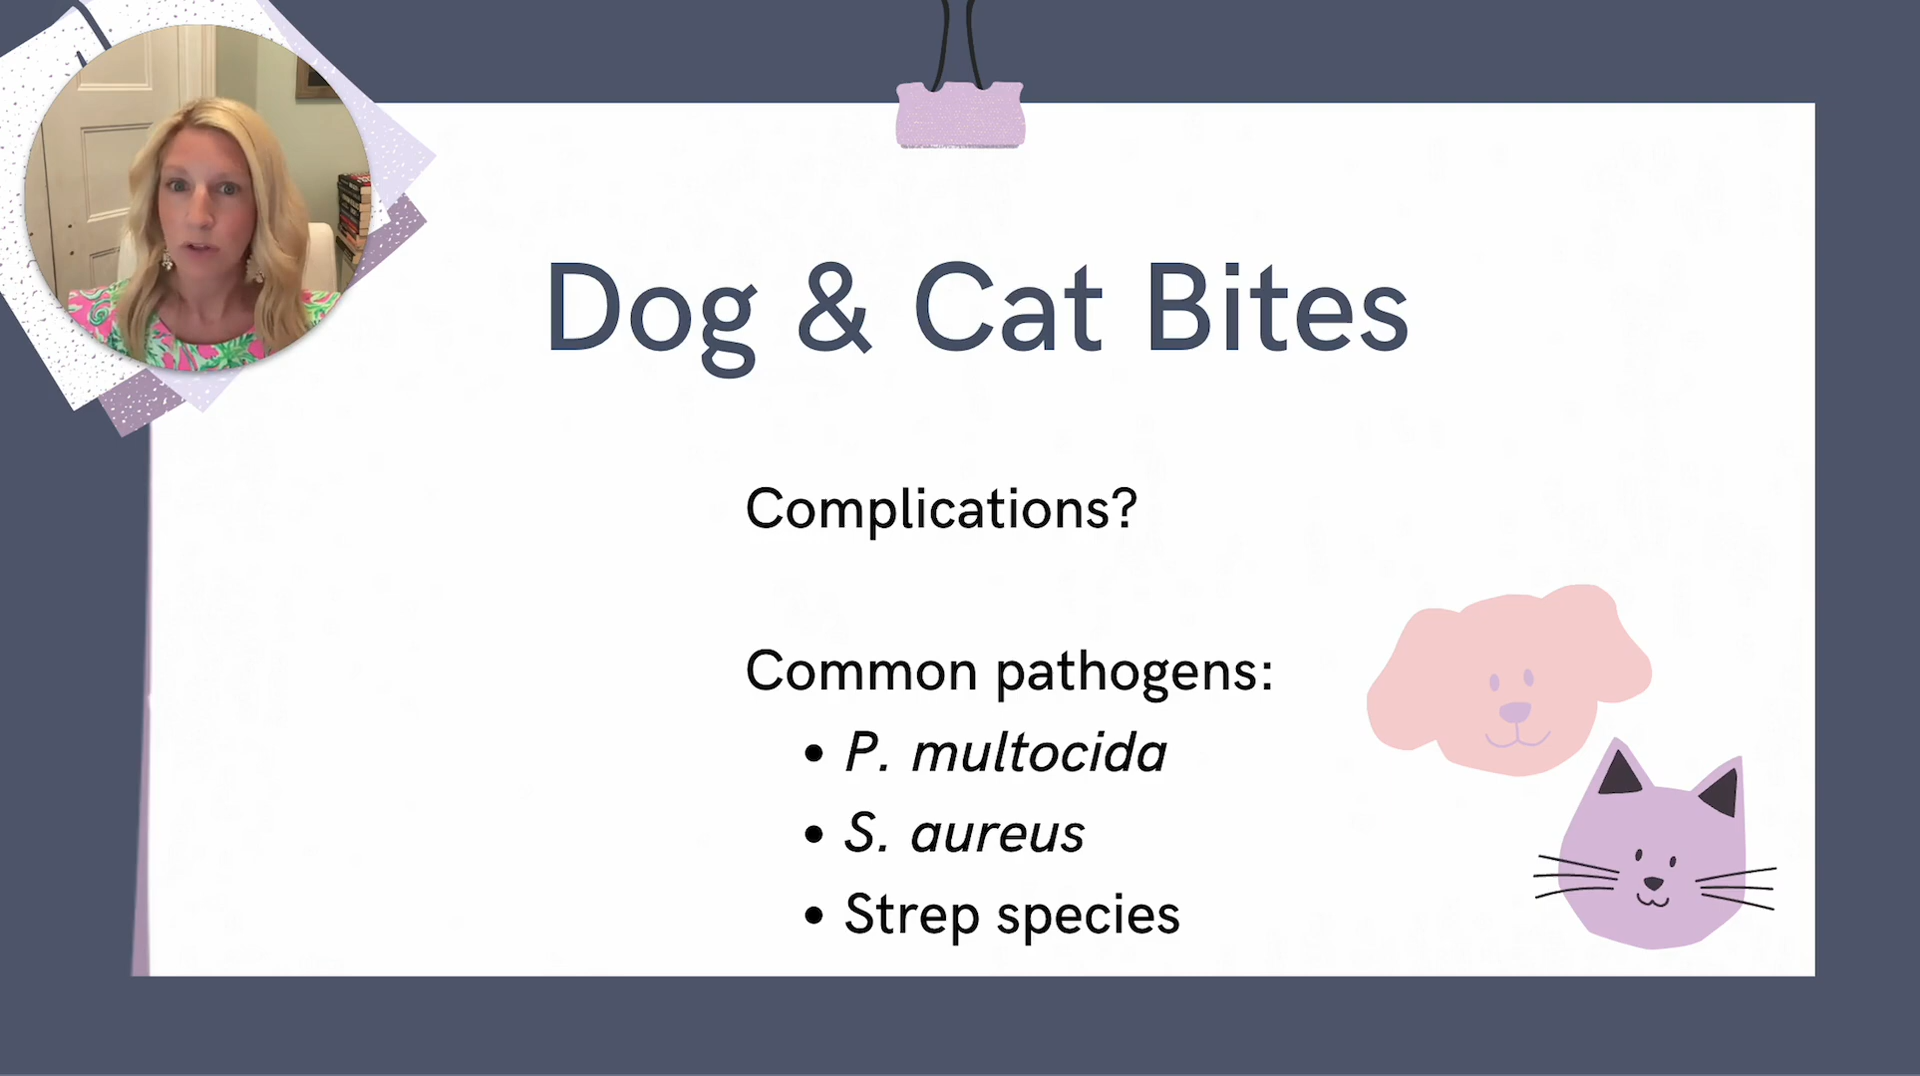 Dog & Cat Bites
Complications?
Common pathogens:
• P. multocida
• S. aureus
• Strep species